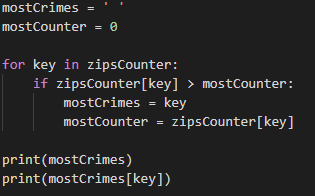 mostCrimes = ' '
mostCounter = 0

for key in zipsCounter:
    if zipsCounter[key] > mostCounter:
        mostCrimes = key
        mostCounter = zipsCounter[key]

print(mostCrimes)
print(mostCrimes[key])